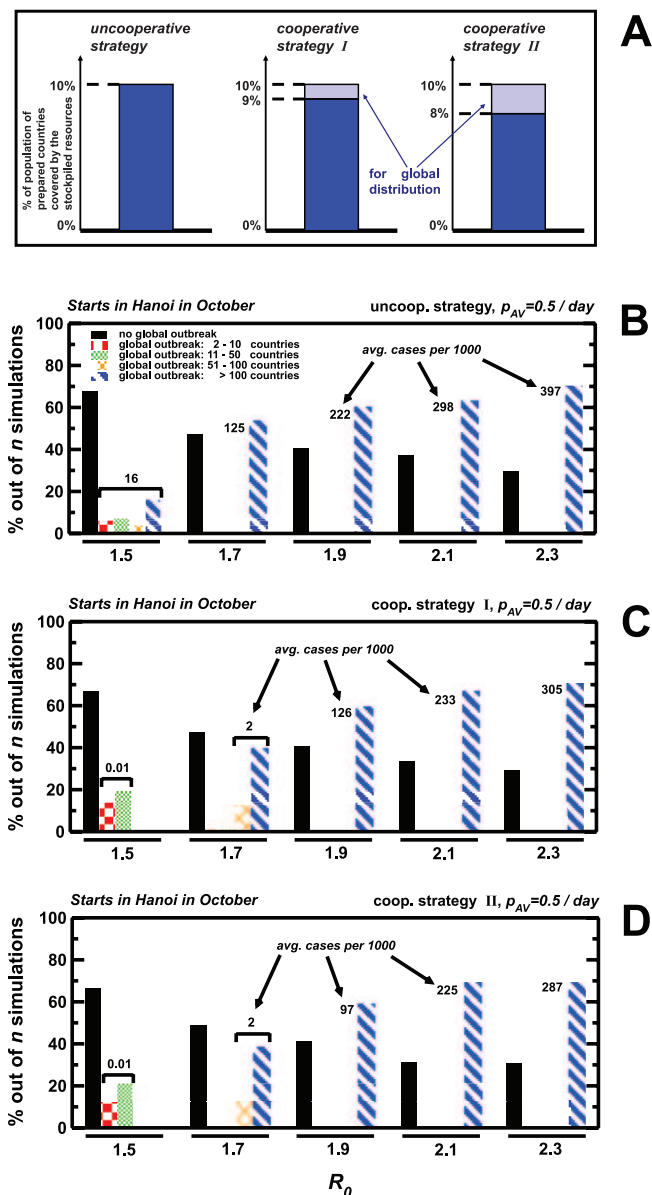 A
uncooperative
strategy
cooperative
strategy I
cooperative
strategy II
% of population of
prepared countries
covered by the
stockpiled resources
10%
0%
10%
9%
0%
10%
8%
0%
for global
distribution
B
Starts in Hanoi in October
uncoop. strategy, pAV=0.5 / day
% out of n simulations
100
80
60
40
20
0
no global outbreak
global outbreak: 2 - 10 countries
global outbreak: 11 - 50 countries
global outbreak: 51 - 100 countries
global outbreak: > 100 countries
avg. cases per 1000
16
125
222
298
397
1.5
1.7
1.9
2.1
2.3
C
Starts in Hanoi in October
coop. strategy I, pAV=0.5 / day
% out of n simulations
100
80
60
40
20
0
avg. cases per 1000
0.01
2
126
233
305
1.5
1.7
1.9
2.1
2.3
D
Starts in Hanoi in October
coop. strategy II, pAV=0.5 / day
% out of n simulations
100
80
60
40
20
0
avg. cases per 1000
0.01
2
97
225
287
1.5
1.7
1.9
2.1
2.3
R0